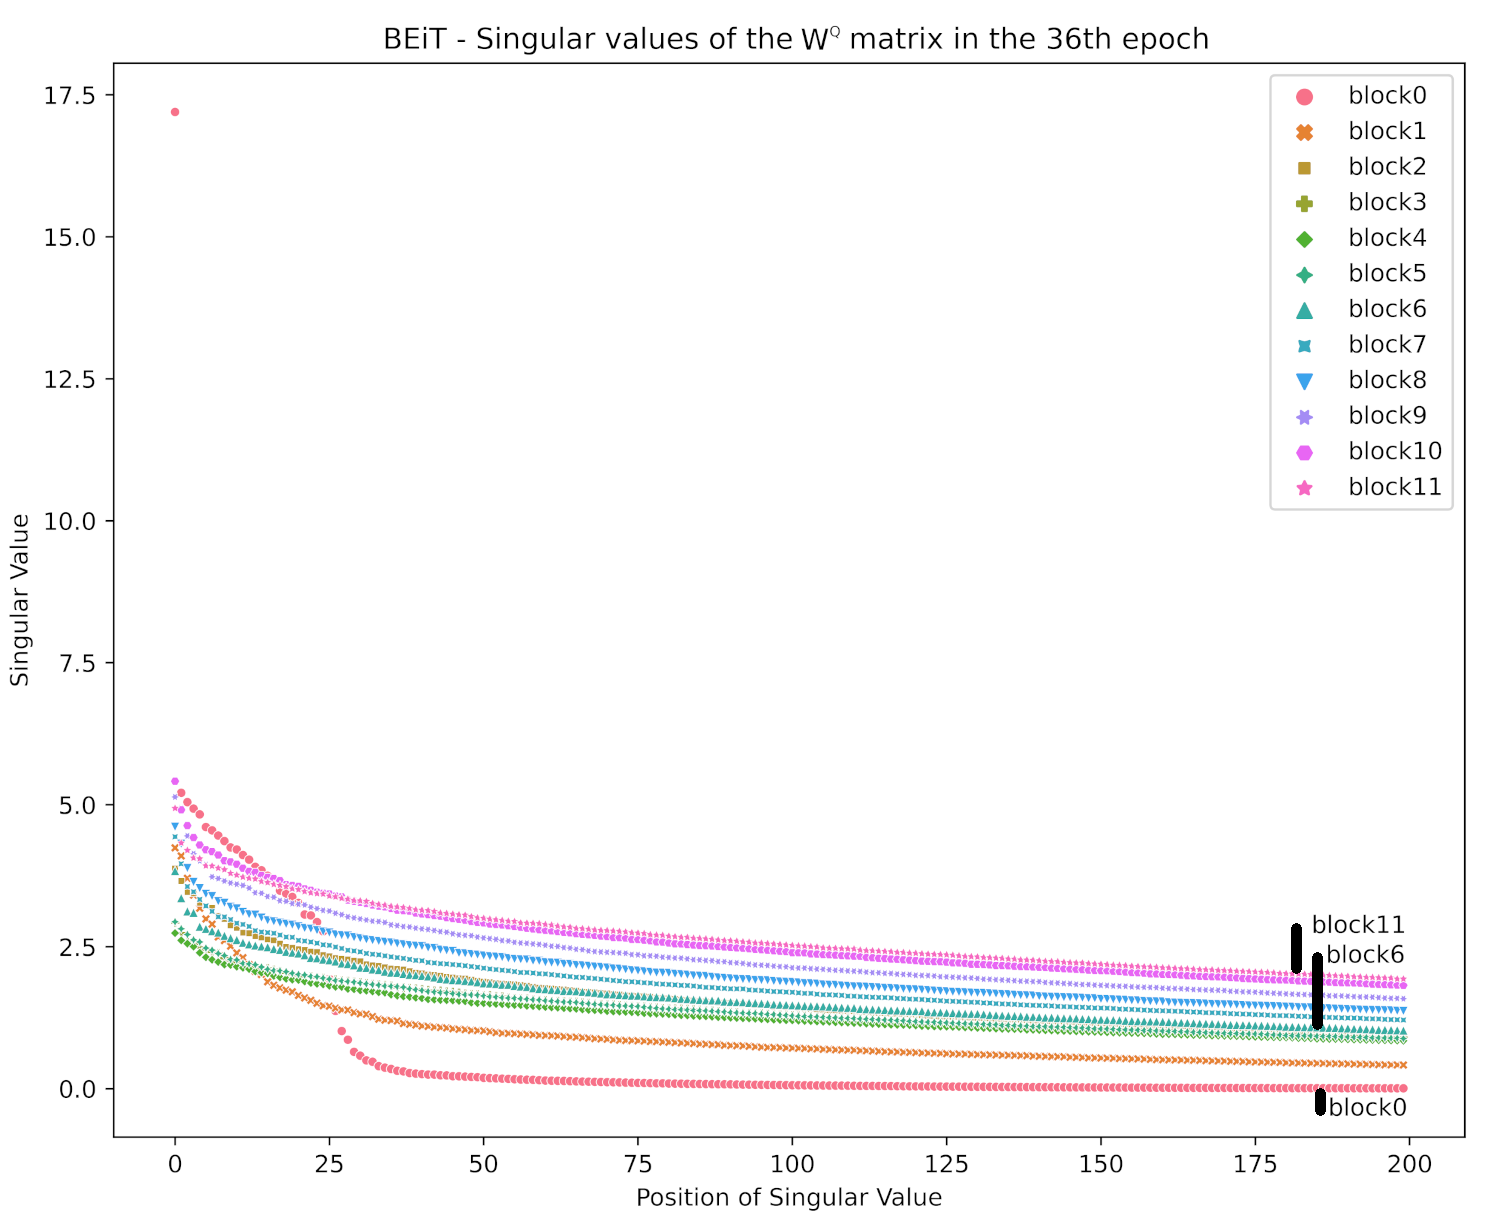 BEiT - Singular values of the W^Q matrix in the 36th epoch
17.5
15.0
12.5
10.0
7.5
5.0
2.5
0.0
Singular Value
block0
block1
block2
block3
block4
block5
block6
block7
block8
block9
block10
block11
block11
block6
block0
0 25 50 75 100 125 150 175 200
Position of Singular Value